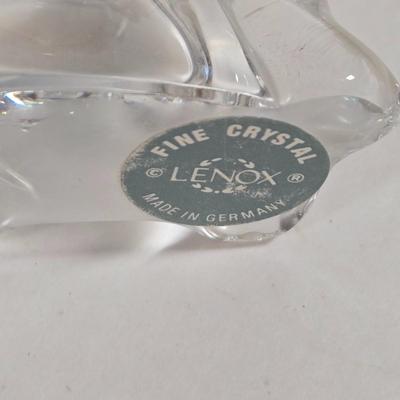 FINE CRYSTAL
© LENOX ®
MADE IN GERMANY